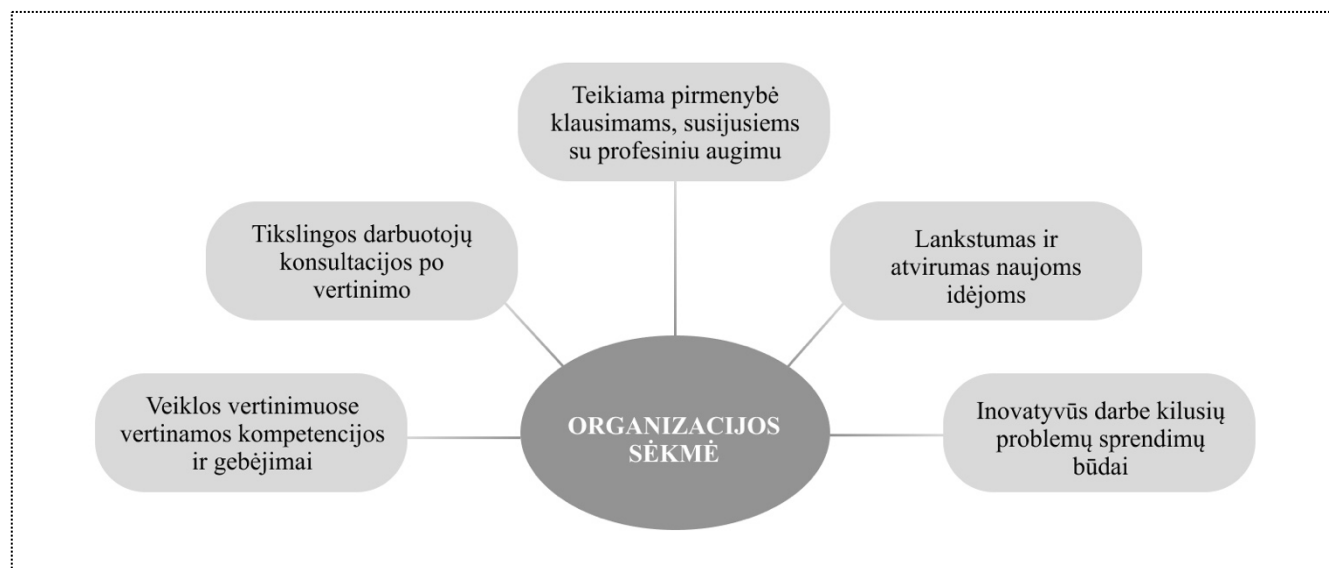 Teikiama pirmenybė
klausimams, susijusiems
su profesiniu augimu
Tikslingos darbuotojų
konsultacijos po
vertinimo
Lankstumas ir
atvirumas naujoms
idėjoms
Veiklos vertinimuose
vertinamos kompetencijos
ir gebėjimai
ORGANIZACIJOS
SĖKMĖ
Inovatyvūs darbe kilusių
problemų sprendimų
būdai